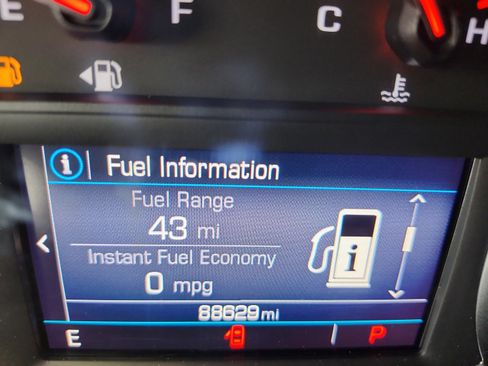 E F C H
Fuel Information
Fuel Range
43 mi
Instant Fuel Economy
0 mpg
88629 mi
E P